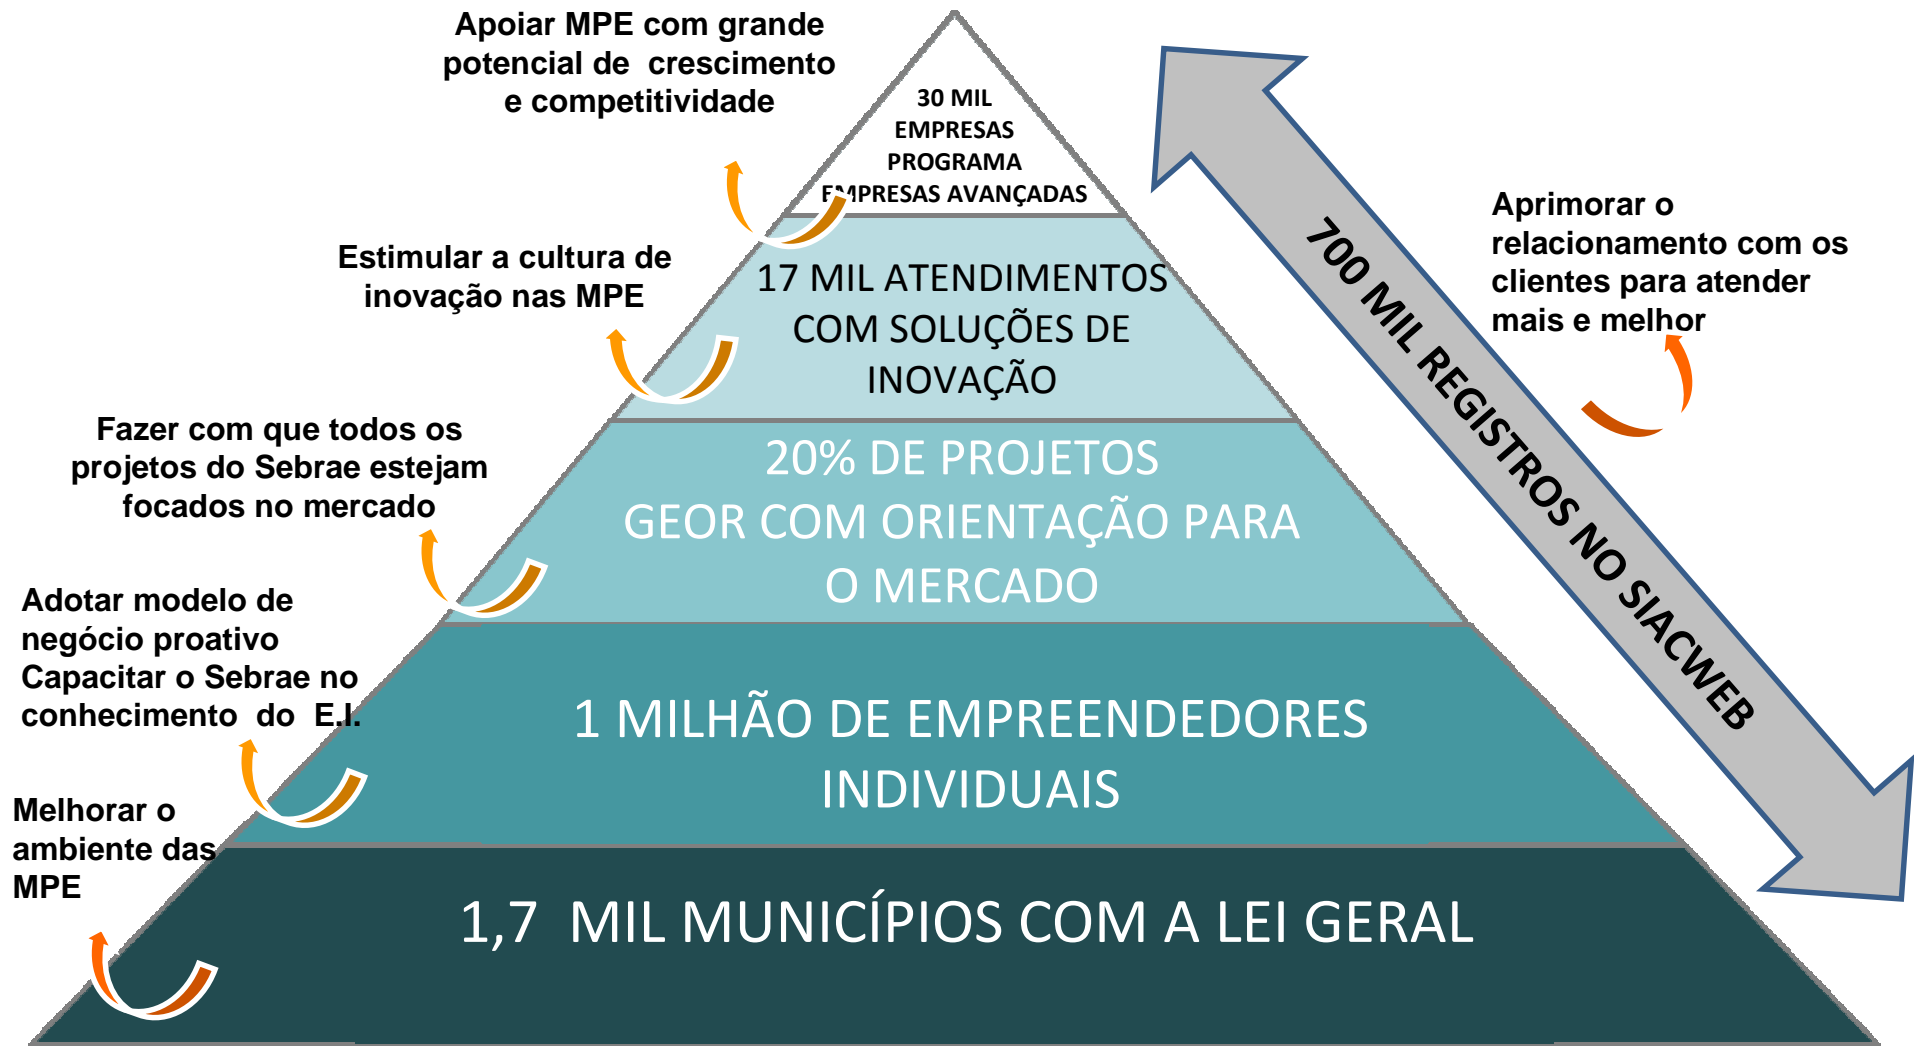 Apoiar MPE com grande
potencial de crescimento
e competitividade
30 MIL
EMPRESAS
PROGRAMA
EMPRESAS AVANÇADAS
Estimular a cultura de
inovação nas MPE
17 MIL ATENDIMENTOS
COM SOLUÇÕES DE
INOVAÇÃO
Fazer com que todos os
projetos do Sebrae estejam
focados no mercado
20% DE PROJETOS
GEOR COM ORIENTAÇÃO PARA
O MERCADO
Adotar modelo de
negócio proativo
Capacitar o Sebrae no
conhecimento do E.I.
1 MILHÃO DE EMPREENDEDORES
INDIVIDUAIS
Melhorar o
ambiente das
MPE
1,7 MIL MUNICÍPIOS COM A LEI GERAL
700 MIL REGISTROS NO SIACWEB
Aprimorar o
relacionamento com os
clientes para atender
mais e melhor